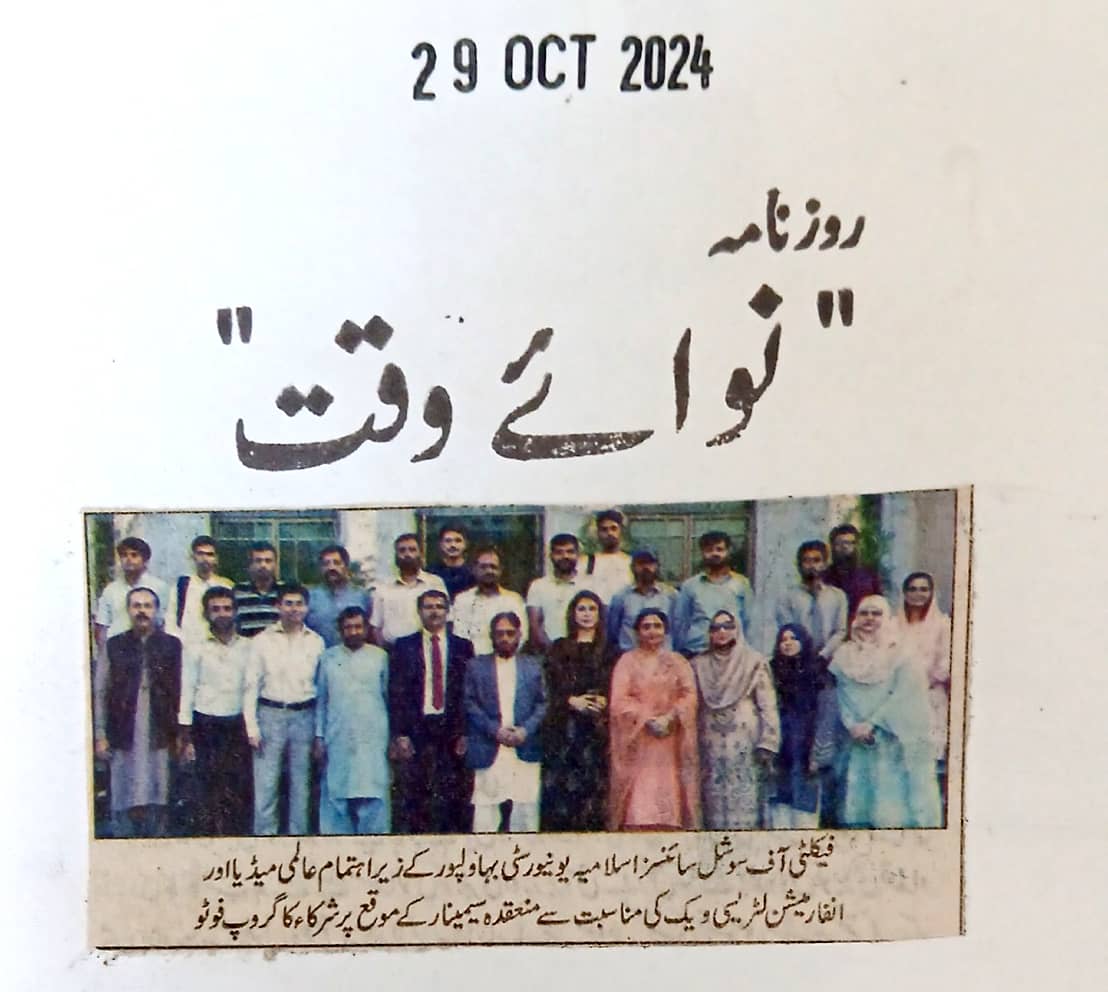 29 OCT 2024
روزنامہ
"نوائے وقت"
فیکلٹی آف سوشل سائنسز اسلامیہ یونیورسٹی بہاولپور کے زیر اہتمام عالمی میڈیا اور
انفارمیشن لٹریسی ویک کی مناسبت سے منعقدہ سیمینار کے موقع پر شرکاء کا گروپ فوٹو